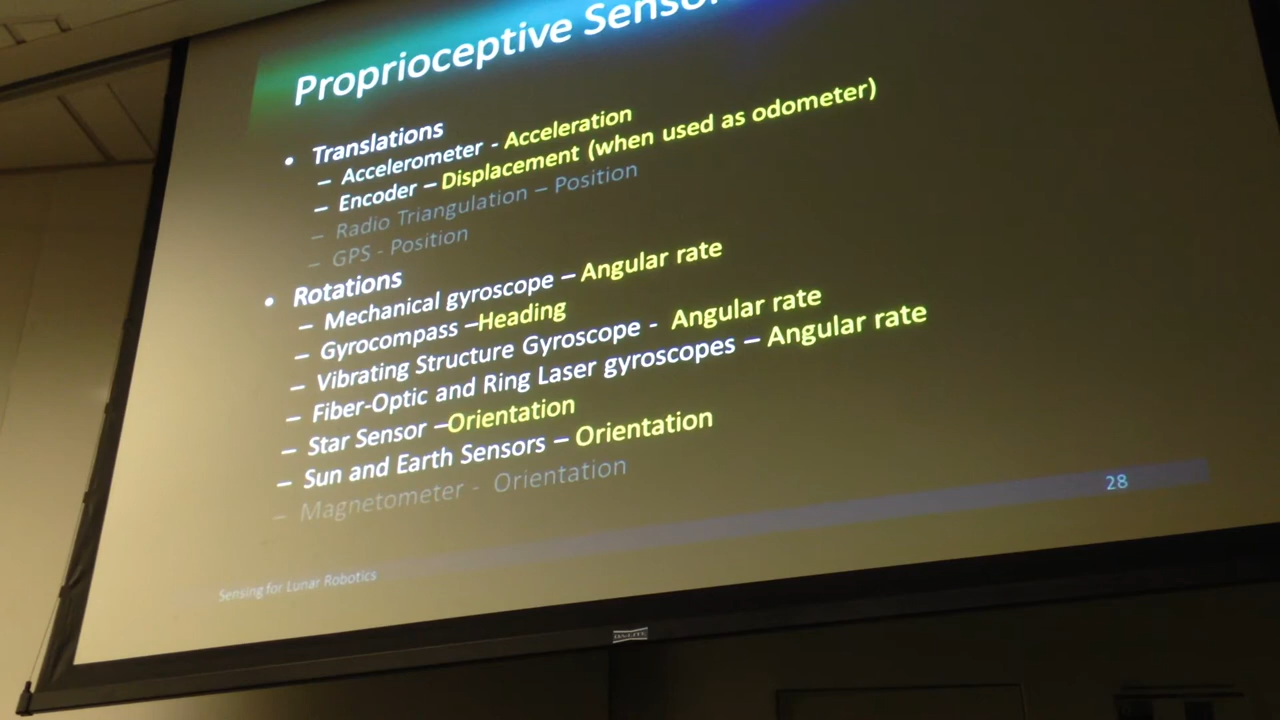 Proprioceptive Sensor
• Translations
– Accelerometer - Acceleration
– Encoder – Displacement (when used as odometer)
– Radio Triangulation – Position
– GPS - Position
• Rotations
– Mechanical gyroscope – Angular rate
– Gyrocompass –Heading
– Vibrating Structure Gyroscope - Angular rate
– Fiber-Optic and Ring Laser gyroscopes – Angular rate
– Star Sensor –Orientation
– Sun and Earth Sensors – Orientation
– Magnetometer - Orientation
28
Sensing for Lunar Robotics